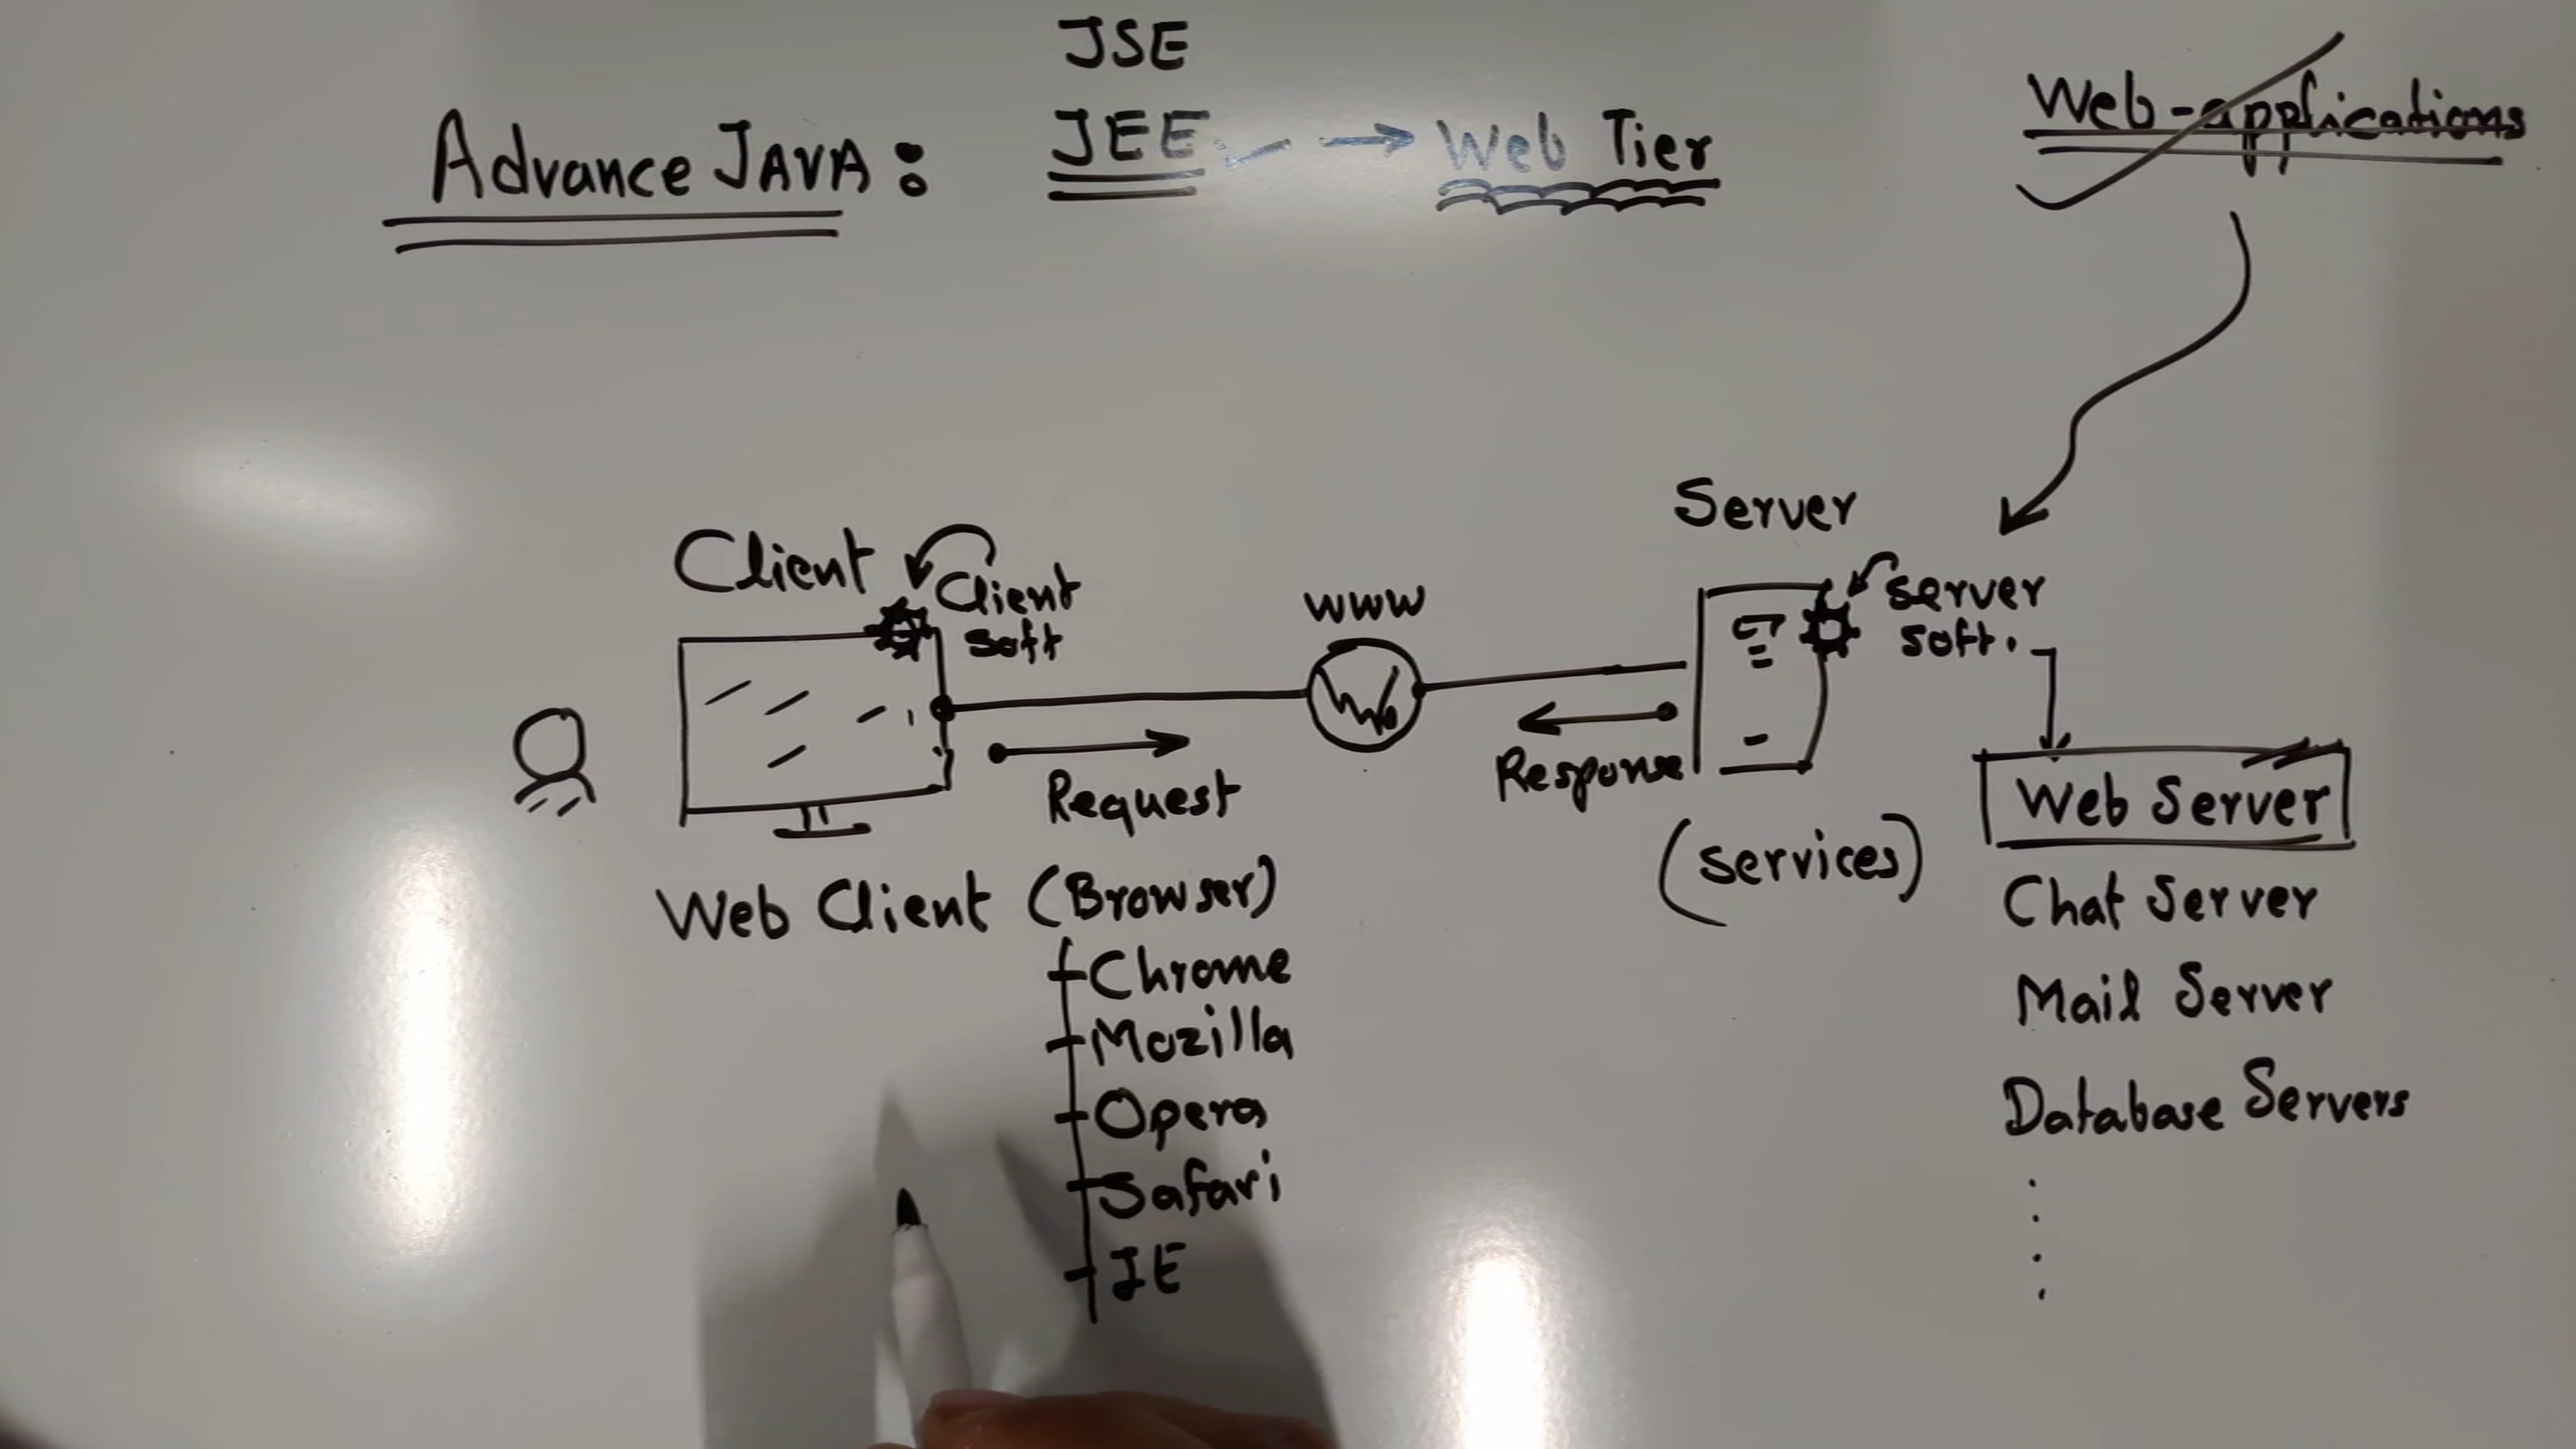 JSE
Advance JAVA : JEE → Web Tier
Web-applications
Client
Client
soft
WWW
Server
server
soft.
Request
Response
(services)
Web Server
Chat Server
Mail Server
Database Servers
Web Client (Browser)
Chrome
Mozilla
Opera
Safari
IE